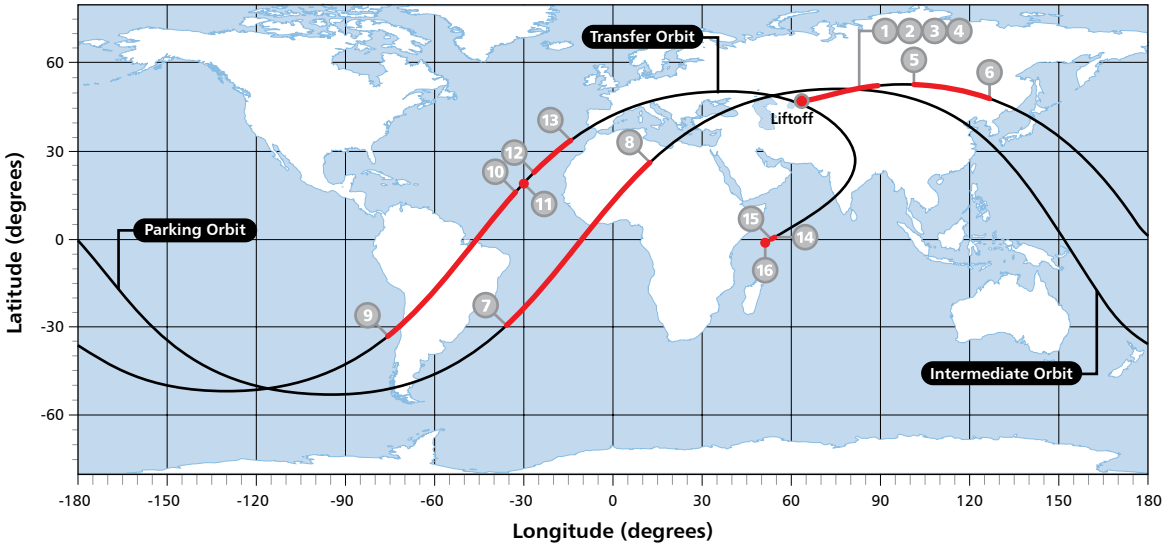 Transfer Orbit
1 2 3 4
5
6
60
Liftoff
13
8
12
30
10
11
Parking Orbit
15
14
0
16
7
9
-30
Intermediate Orbit
-60
Latitude (degrees)
-180 -150 -120 -90 -60 -30 0 30 60 90 120 150 180
Longitude (degrees)